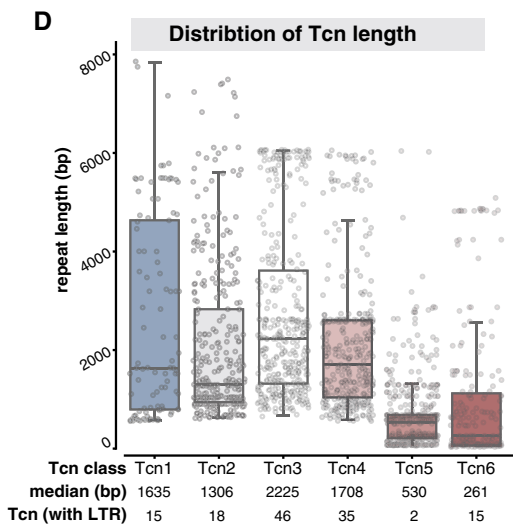 D
Distribtion of Tcn length
repeat length (bp)
8000
6000
4000
2000
0
Tcn class Tcn1 Tcn2 Tcn3 Tcn4 Tcn5 Tcn6
median (bp) 1635 1306 2225 1708 530 261
Tcn (with LTR) 15 18 46 35 2 15